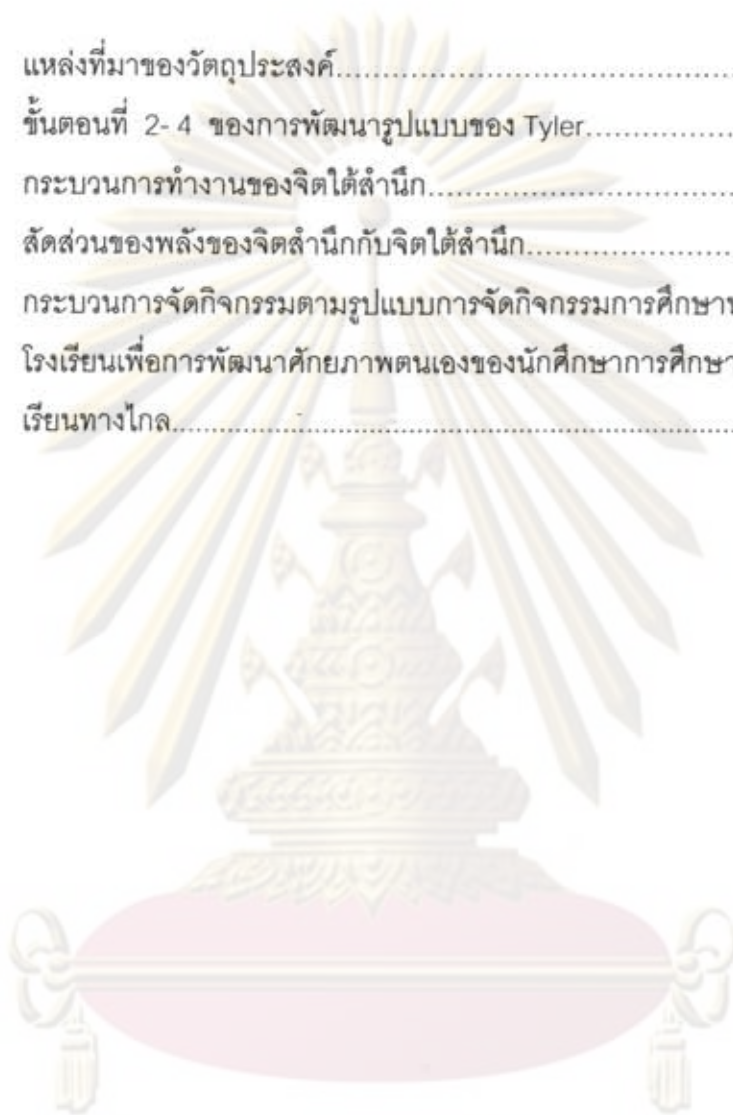 แหล่งที่มาของวัตถุประสงค์.......................................................
ขั้นตอนที่ 2- 4 ของการพัฒนารูปแบบของ Tyler....................
กระบวนการทำงานของจิตใต้สำนึก..........................................
สัดส่วนของพลังของจิตสำนึกกับจิตใต้สำนึก............................
กระบวนการจัดกิจกรรมตามรูปแบบการจัดกิจกรรมการศึกษา
โรงเรียนเพื่อการพัฒนาศักยภาพตนเองของนักศึกษาการศึกษา
เรียนทางไกล..............................................................................